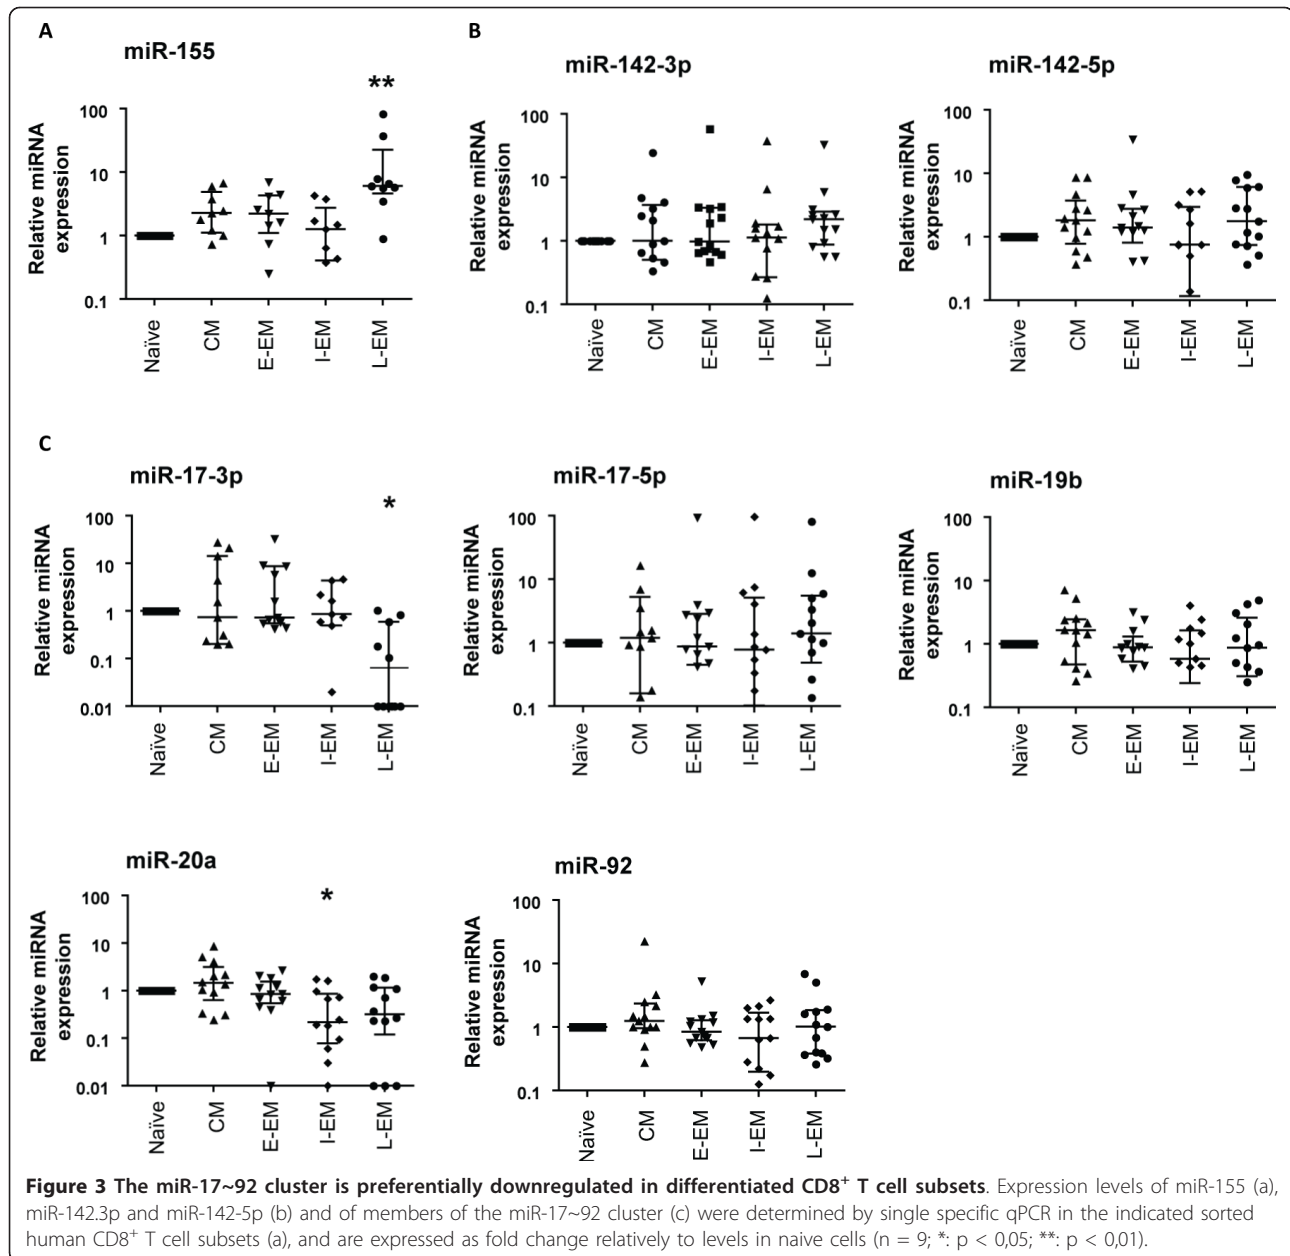 A
miR-155
**
Relative miRNA
expression
100
10
1
0.1
Naïve
CM
E-EM
I-EM
L-EM
B
miR-142-3p
Relative miRNA
expression
100
10
1
0.1
Naïve
CM
E-EM
I-EM
L-EM
miR-142-5p
Relative miRNA
expression
100
10
1
0.1
Naïve
CM
E-EM
I-EM
L-EM
C
miR-17-3p
*
Relative miRNA
expression
100
10
1
0.1
0.01
Naïve
CM
E-EM
I-EM
L-EM
miR-17-5p
Relative miRNA
expression
100
10
1
0.1
Naïve
CM
E-EM
I-EM
L-EM
miR-19b
Relative miRNA
expression
100
10
1
0.1
Naïve
CM
E-EM
I-EM
L-EM
miR-20a
*
Relative miRNA
expression
100
10
1
0.1
0.01
Naïve
CM
E-EM
I-EM
L-EM
miR-92
Relative miRNA
expression
100
10
1
0.1
Naïve
CM
E-EM
I-EM
L-EM
Figure 3 The miR-17~92 cluster is preferentially downregulated in differentiated CD8⁺ T cell subsets. Expression levels of miR-155 (a),
miR-142.3p and miR-142-5p (b) and of members of the miR-17~92 cluster (c) were determined by single specific qPCR in the indicated sorted
human CD8⁺ T cell subsets (a), and are expressed as fold change relatively to levels in naive cells (n = 9; *: p < 0,05; **: p < 0,01).